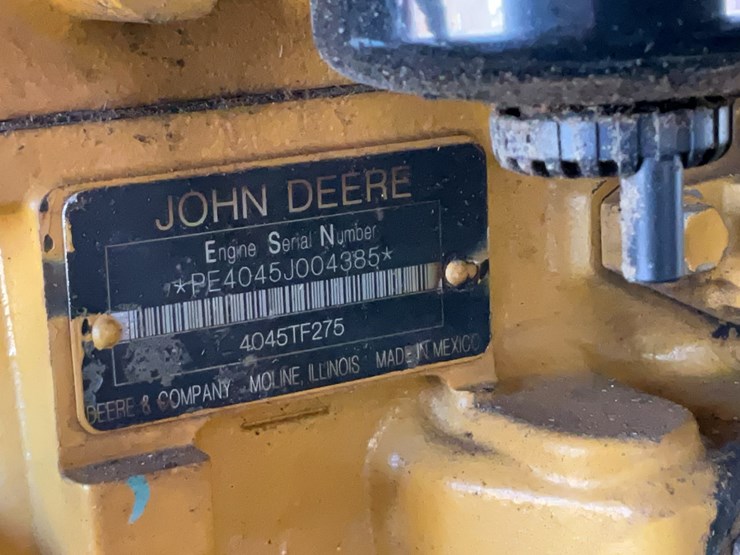 JOHN DEERE
Engine Serial Number
*PE4045J004385*
4045TF275
DEERE & COMPANY MOLINE, ILLINOIS MADE IN MEXICO